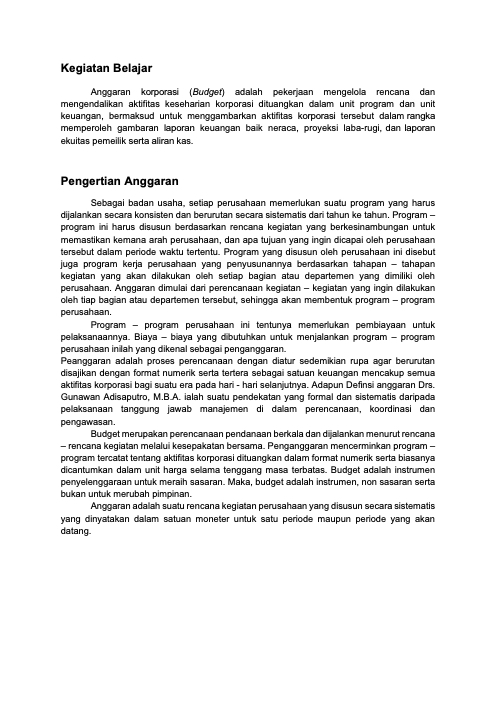 Kegiatan Belajar
Anggaran korporasi (Budget) adalah pekerjaan mengelola rencana dan
mengendalikan aktifitas keseharian korporasi dituangkan dalam unit program dan unit
keuangan, bermaksud untuk menggambarkan aktifitas korporasi tersebut dalam rangka
memperoleh gambaran laporan keuangan baik neraca, proyeksi laba-rugi, dan laporan
ekuitas pemeilik serta aliran kas.
Pengertian Anggaran
Sebagai badan usaha, setiap perusahaan memerlukan suatu program yang harus
dijalankan secara konsisten dan berurutan secara sistematis dari tahun ke tahun. Program –
program ini harus disusun berdasarkan rencana kegiatan yang berkesinambungan untuk
memastikan kemana arah perusahaan, dan apa tujuan yang ingin dicapai oleh perusahaan
tersebut dalam periode waktu tertentu. Program yang disusun oleh perusahaan ini disebut
juga program kerja perusahaan yang penyusunannya berdasarkan tahapan – tahapan
kegiatan yang akan dilakukan oleh setiap bagian atau departemen yang dimiliki oleh
perusahaan. Anggaran dimulai dari perencanaan kegiatan – kegiatan yang ingin dilakukan
oleh tiap bagian atau departemen tersebut, sehingga akan membentuk program – program
perusahaan.
Program – program perusahaan ini tentunya memerlukan pembiayaan untuk
pelaksanaannya. Biaya – biaya yang dibutuhkan untuk menjalankan program – program
perusahaan inilah yang dikenal sebagai penganggaran.
Peanggaran adalah proses perencanaan dengan diatur sedemikian rupa agar berurutan
disajikan dengan format numerik serta tertera sebagai satuan keuangan mencakup semua
aktifitas korporasi bagi suatu era pada hari - hari selanjutnya. Adapun Definsi anggaran Drs.
Gunawan Adisaputro, M.B.A. ialah suatu pendekatan yang formal dan sistematis daripada
pelaksanaan tanggung jawab manajemen di dalam perencanaan, koordinasi dan
pengawasan.
Budget merupakan perencanaan pendanaan berkala dan dijalankan menurut rencana
– rencana kegiatan melalui kesepakatan bersama. Penganggaran mencerminkan program –
program tercatat tentang aktifitas korporasi dituangkan dalam format numerik serta biasanya
dicantumkan dalam unit harga selama tenggang masa terbatas. Budget adalah instrumen
penyelenggaraan untuk meraih sasaran. Maka, budget adalah instrumen, non sasaran serta
bukan untuk merubah pimpinan.
Anggaran adalah suatu rencana kegiatan perusahaan yang disusun secara sistematis
yang dinyatakan dalam satuan moneter untuk satu periode maupun periode yang akan
datang.